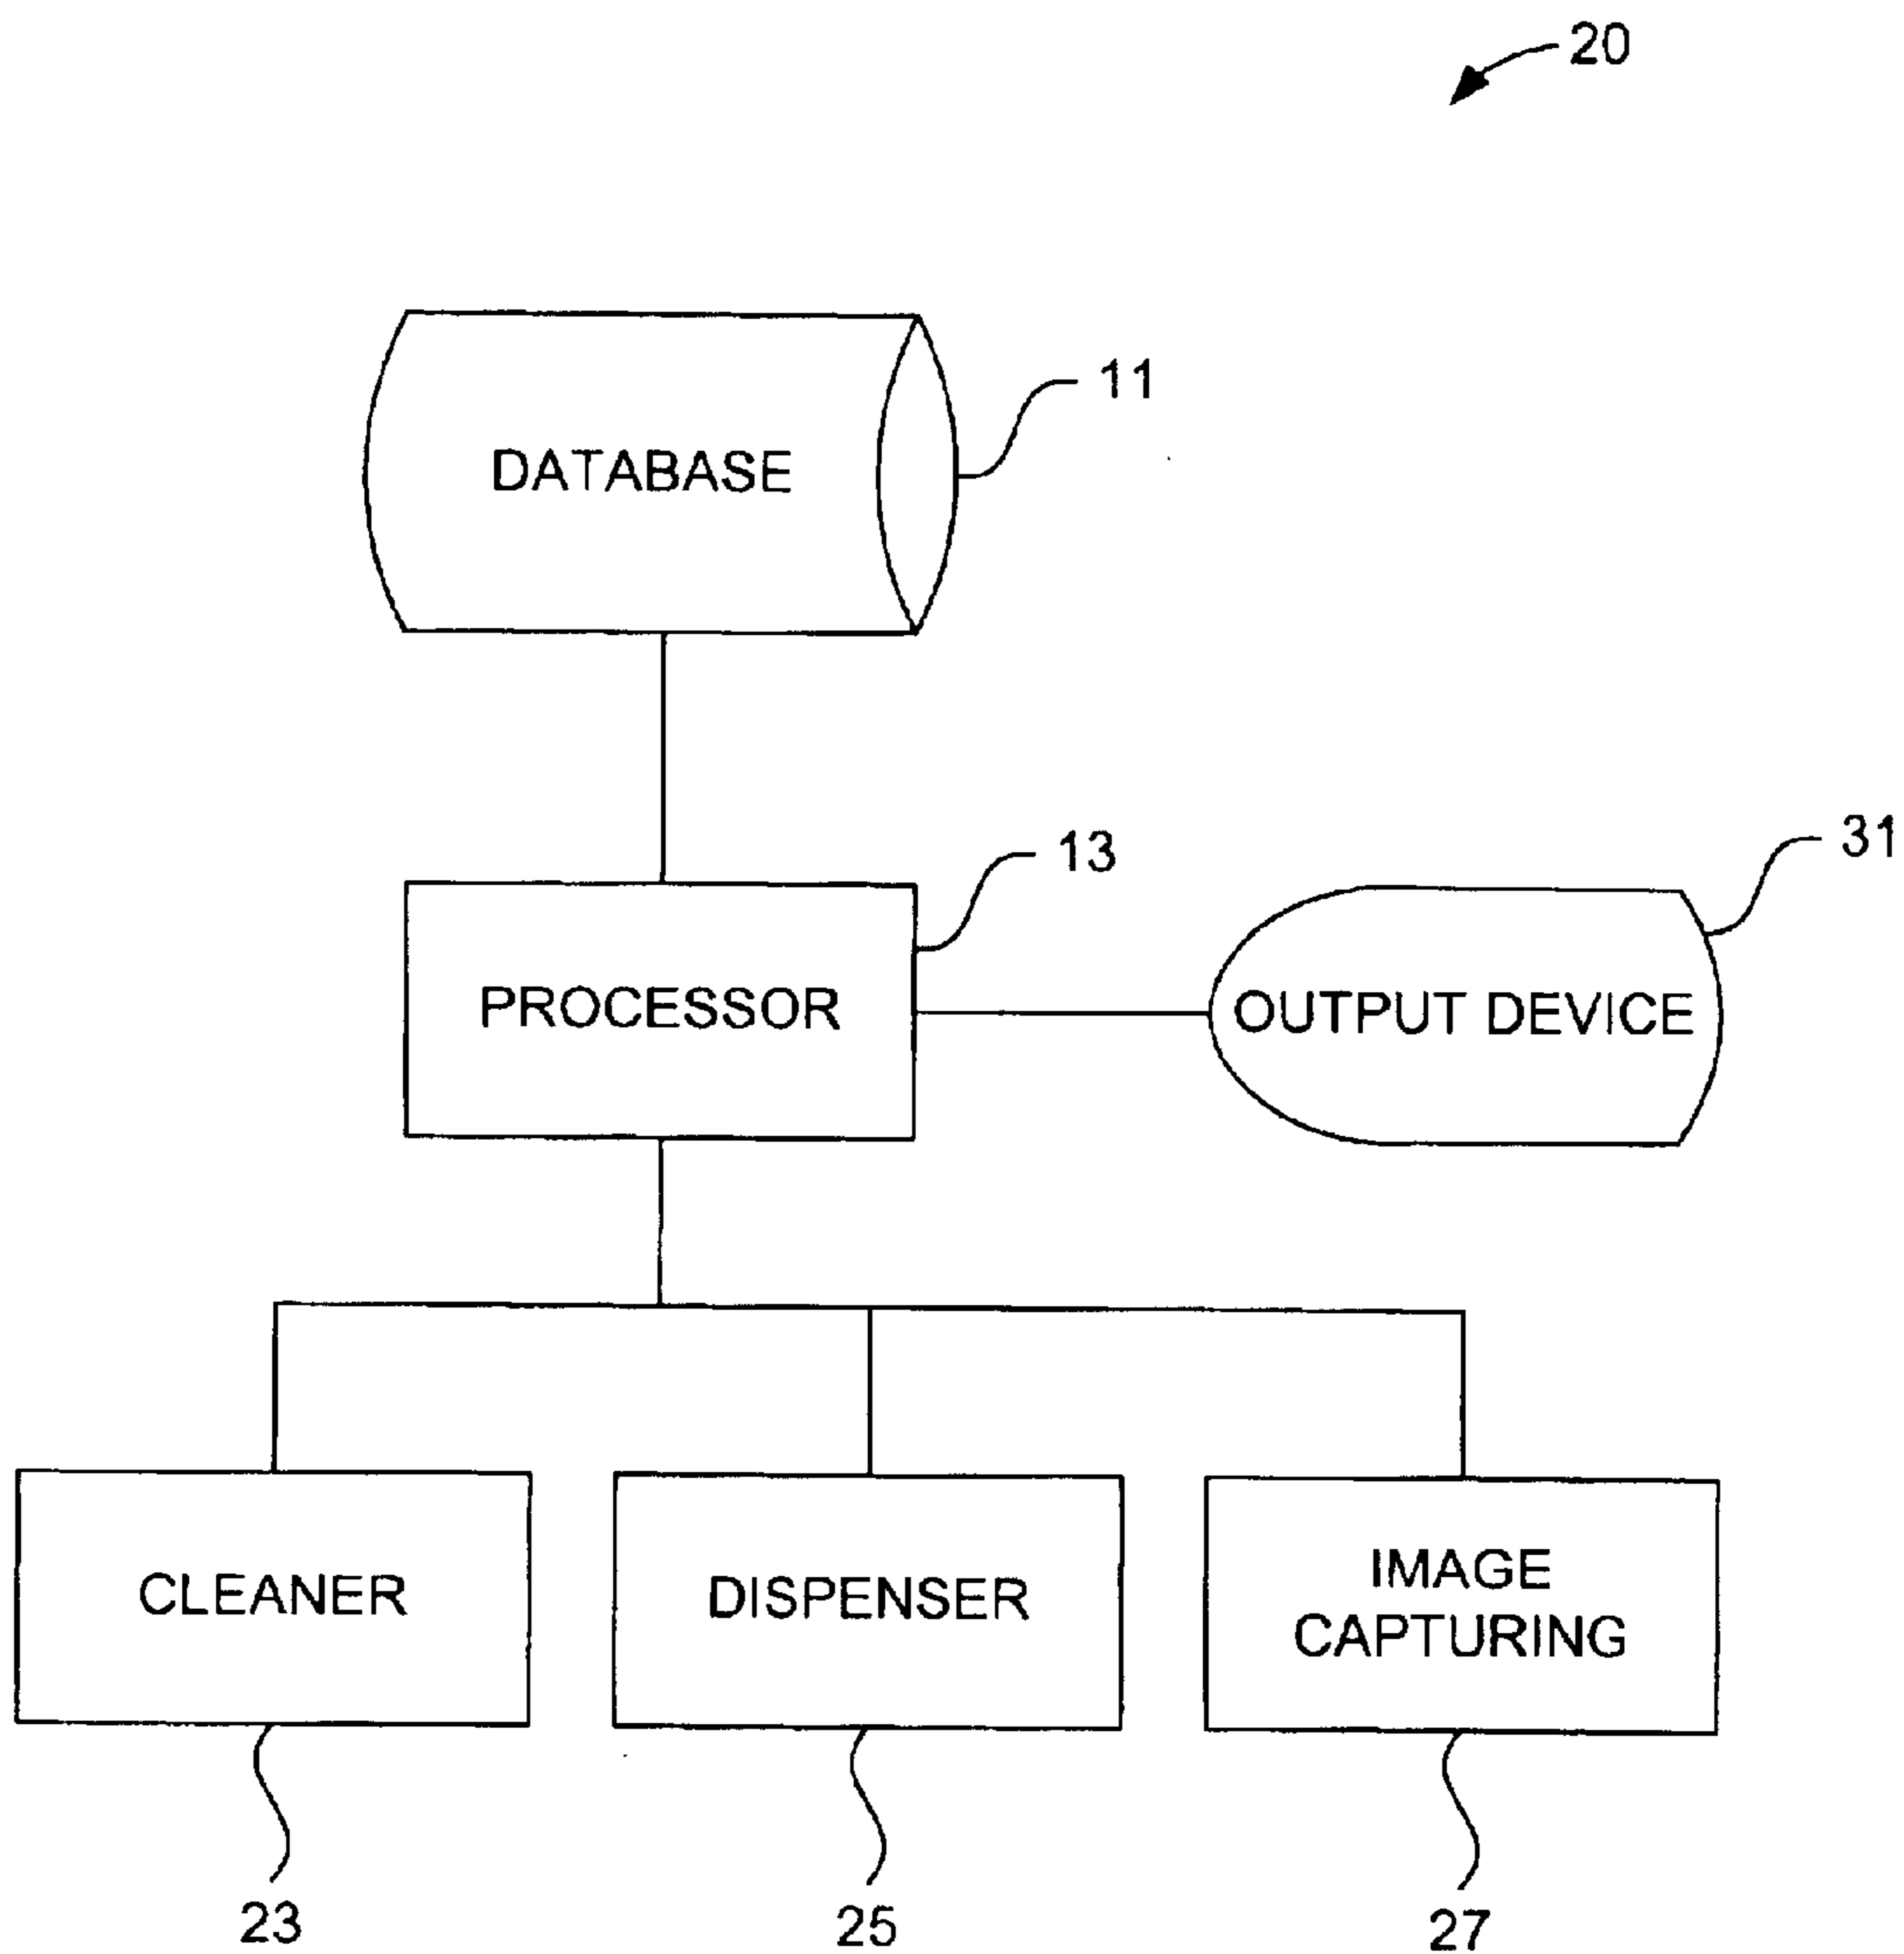 20
11
DATABASE
13
31
PROCESSOR
OUTPUT DEVICE
CLEANER
DISPENSER
IMAGE
CAPTURING
23
25
27